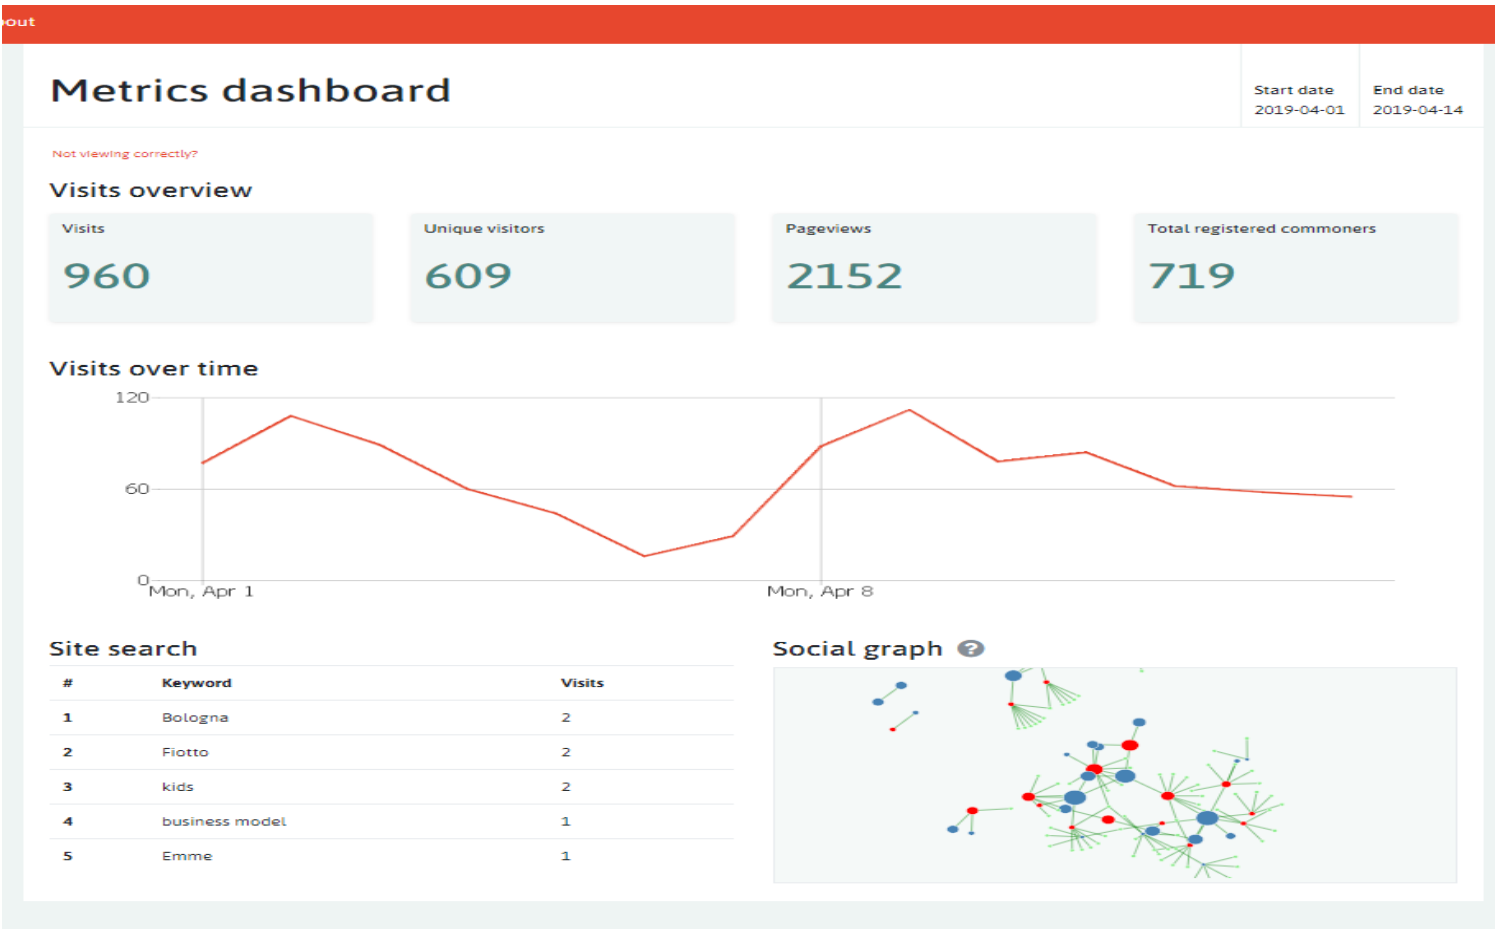 out
Metrics dashboard
Start date
2019-04-01
End date
2019-04-14
Not viewing correctly?
Visits overview
Visits
960
Unique visitors
609
Pageviews
2152
Total registered commoners
719
Visits over time
120
60
0
Mon, Apr 1
Mon, Apr 8
Site search
# Keyword Visits
1 Bologna 2
2 Fiotto 2
3 kids 2
4 business model 1
5 Emme 1
Social graph ?